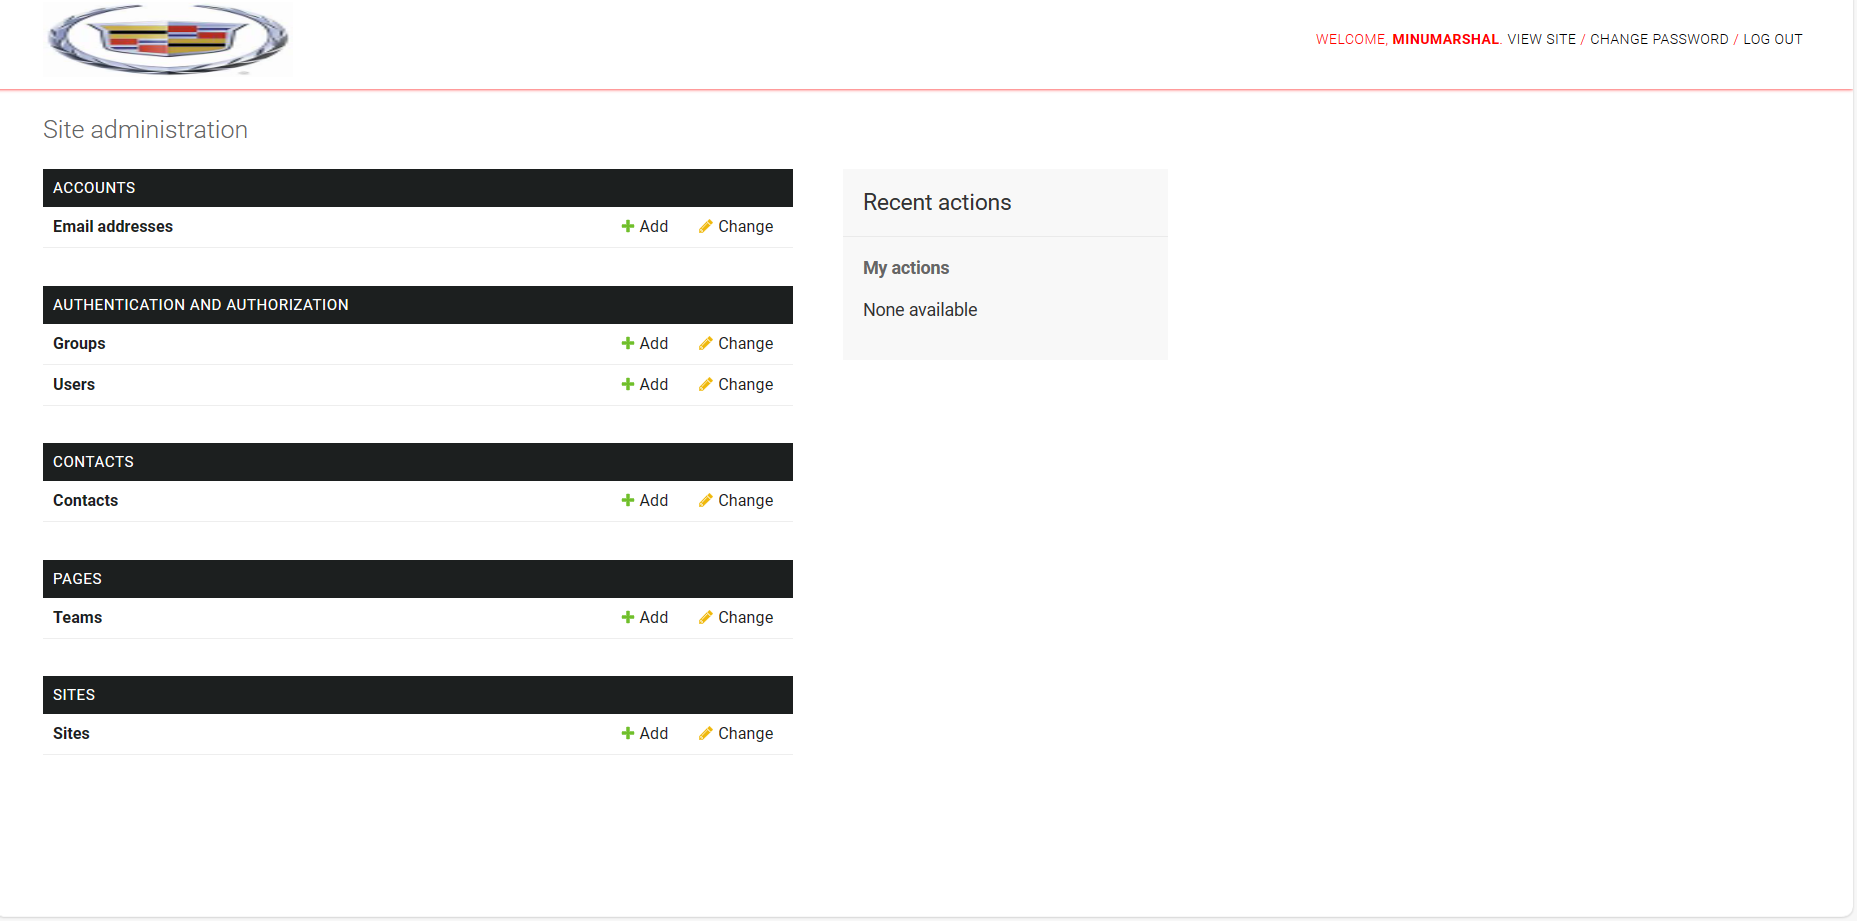 WELCOME, MINUMARSHAL. VIEW SITE / CHANGE PASSWORD / LOG OUT
Site administration
ACCOUNTS
Email addresses Add Change
AUTHENTICATION AND AUTHORIZATION
Groups Add Change
Users Add Change
CONTACTS
Contacts Add Change
PAGES
Teams Add Change
SITES
Sites Add Change
Recent actions
My actions
None available